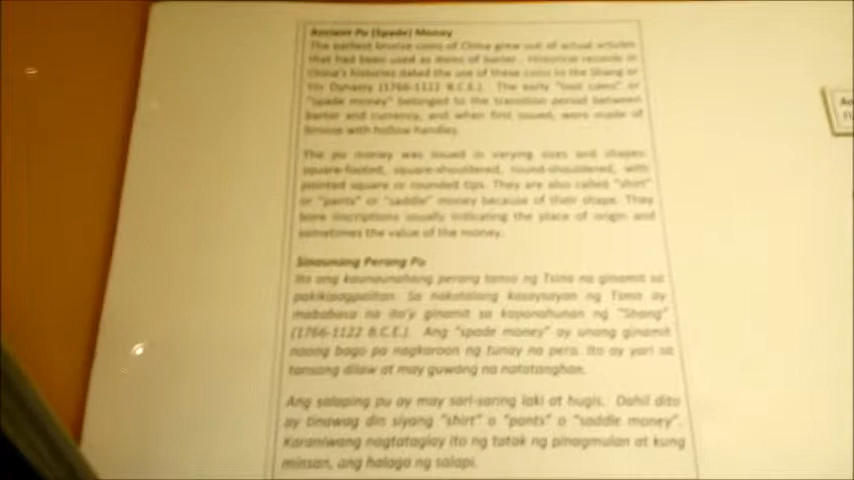 Ancient Pu (Spade) Money
The earliest bronze coins of China grew out of actual articles
that had been used as items of barter. Historical records in
China's histories dated the use of these coins to the Shang or
Yin Dynasty (1766-1122 B.C.E.). The early "tool coins" or
"spade money" belonged to the transition period between
barter and currency, and when first issued, were made of
bronze with hollow handles.
The pu money was issued in varying sizes and shapes:
square-footed, square-shouldered, round-shouldered, with
pointed square or rounded tips. They are also called "shirt"
or "pants" or "saddle" money because of their shape. They
bore inscriptions usually indicating the place of origin and
sometimes the value of the money.
Sinaunang Perang Pu
Ito ang kaunaunahang perang tanso ng Tsina na ginamit sa
pakikipagpalitan. Sa nakatalang kasaysayan ng Tsina ay
mababasa na ito'y ginamit sa kapanahunan ng "Shang"
(1766-1122 B.C.E.). Ang "spade money" ay unang ginamit
noong bago pa nagkaroon ng tunay na pera. Ito ay yari sa
tansong dilaw at may guwang na natatanghan.
Ang salaping pu ay may sari-saring laki at hugis. Dahil dito
ay tinawag din siyang "shirt" o "pants" o "saddle money".
Karaniwang nagtataglay ito ng tatak ng pinagmulan at kung
minsan, ang halaga ng salapi.